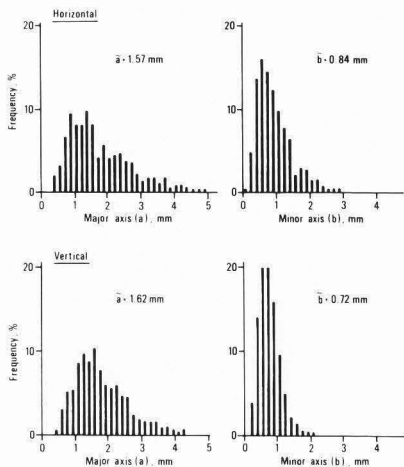 Horizontal
20
10
0
Frequency, %
ā · 1.57 mm
0 1 2 3 4 5
Major axis (a), mm
20
10
0
b̄ · 0.84 mm
0 1 2 3 4
Minor axis (b), mm
Vertical
20
10
0
Frequency, %
ā · 1.62 mm
0 1 2 3 4 5
Major axis (a), mm
20
10
0
b̄ · 0.72 mm
0 1 2 3 4
Minor axis (b), mm